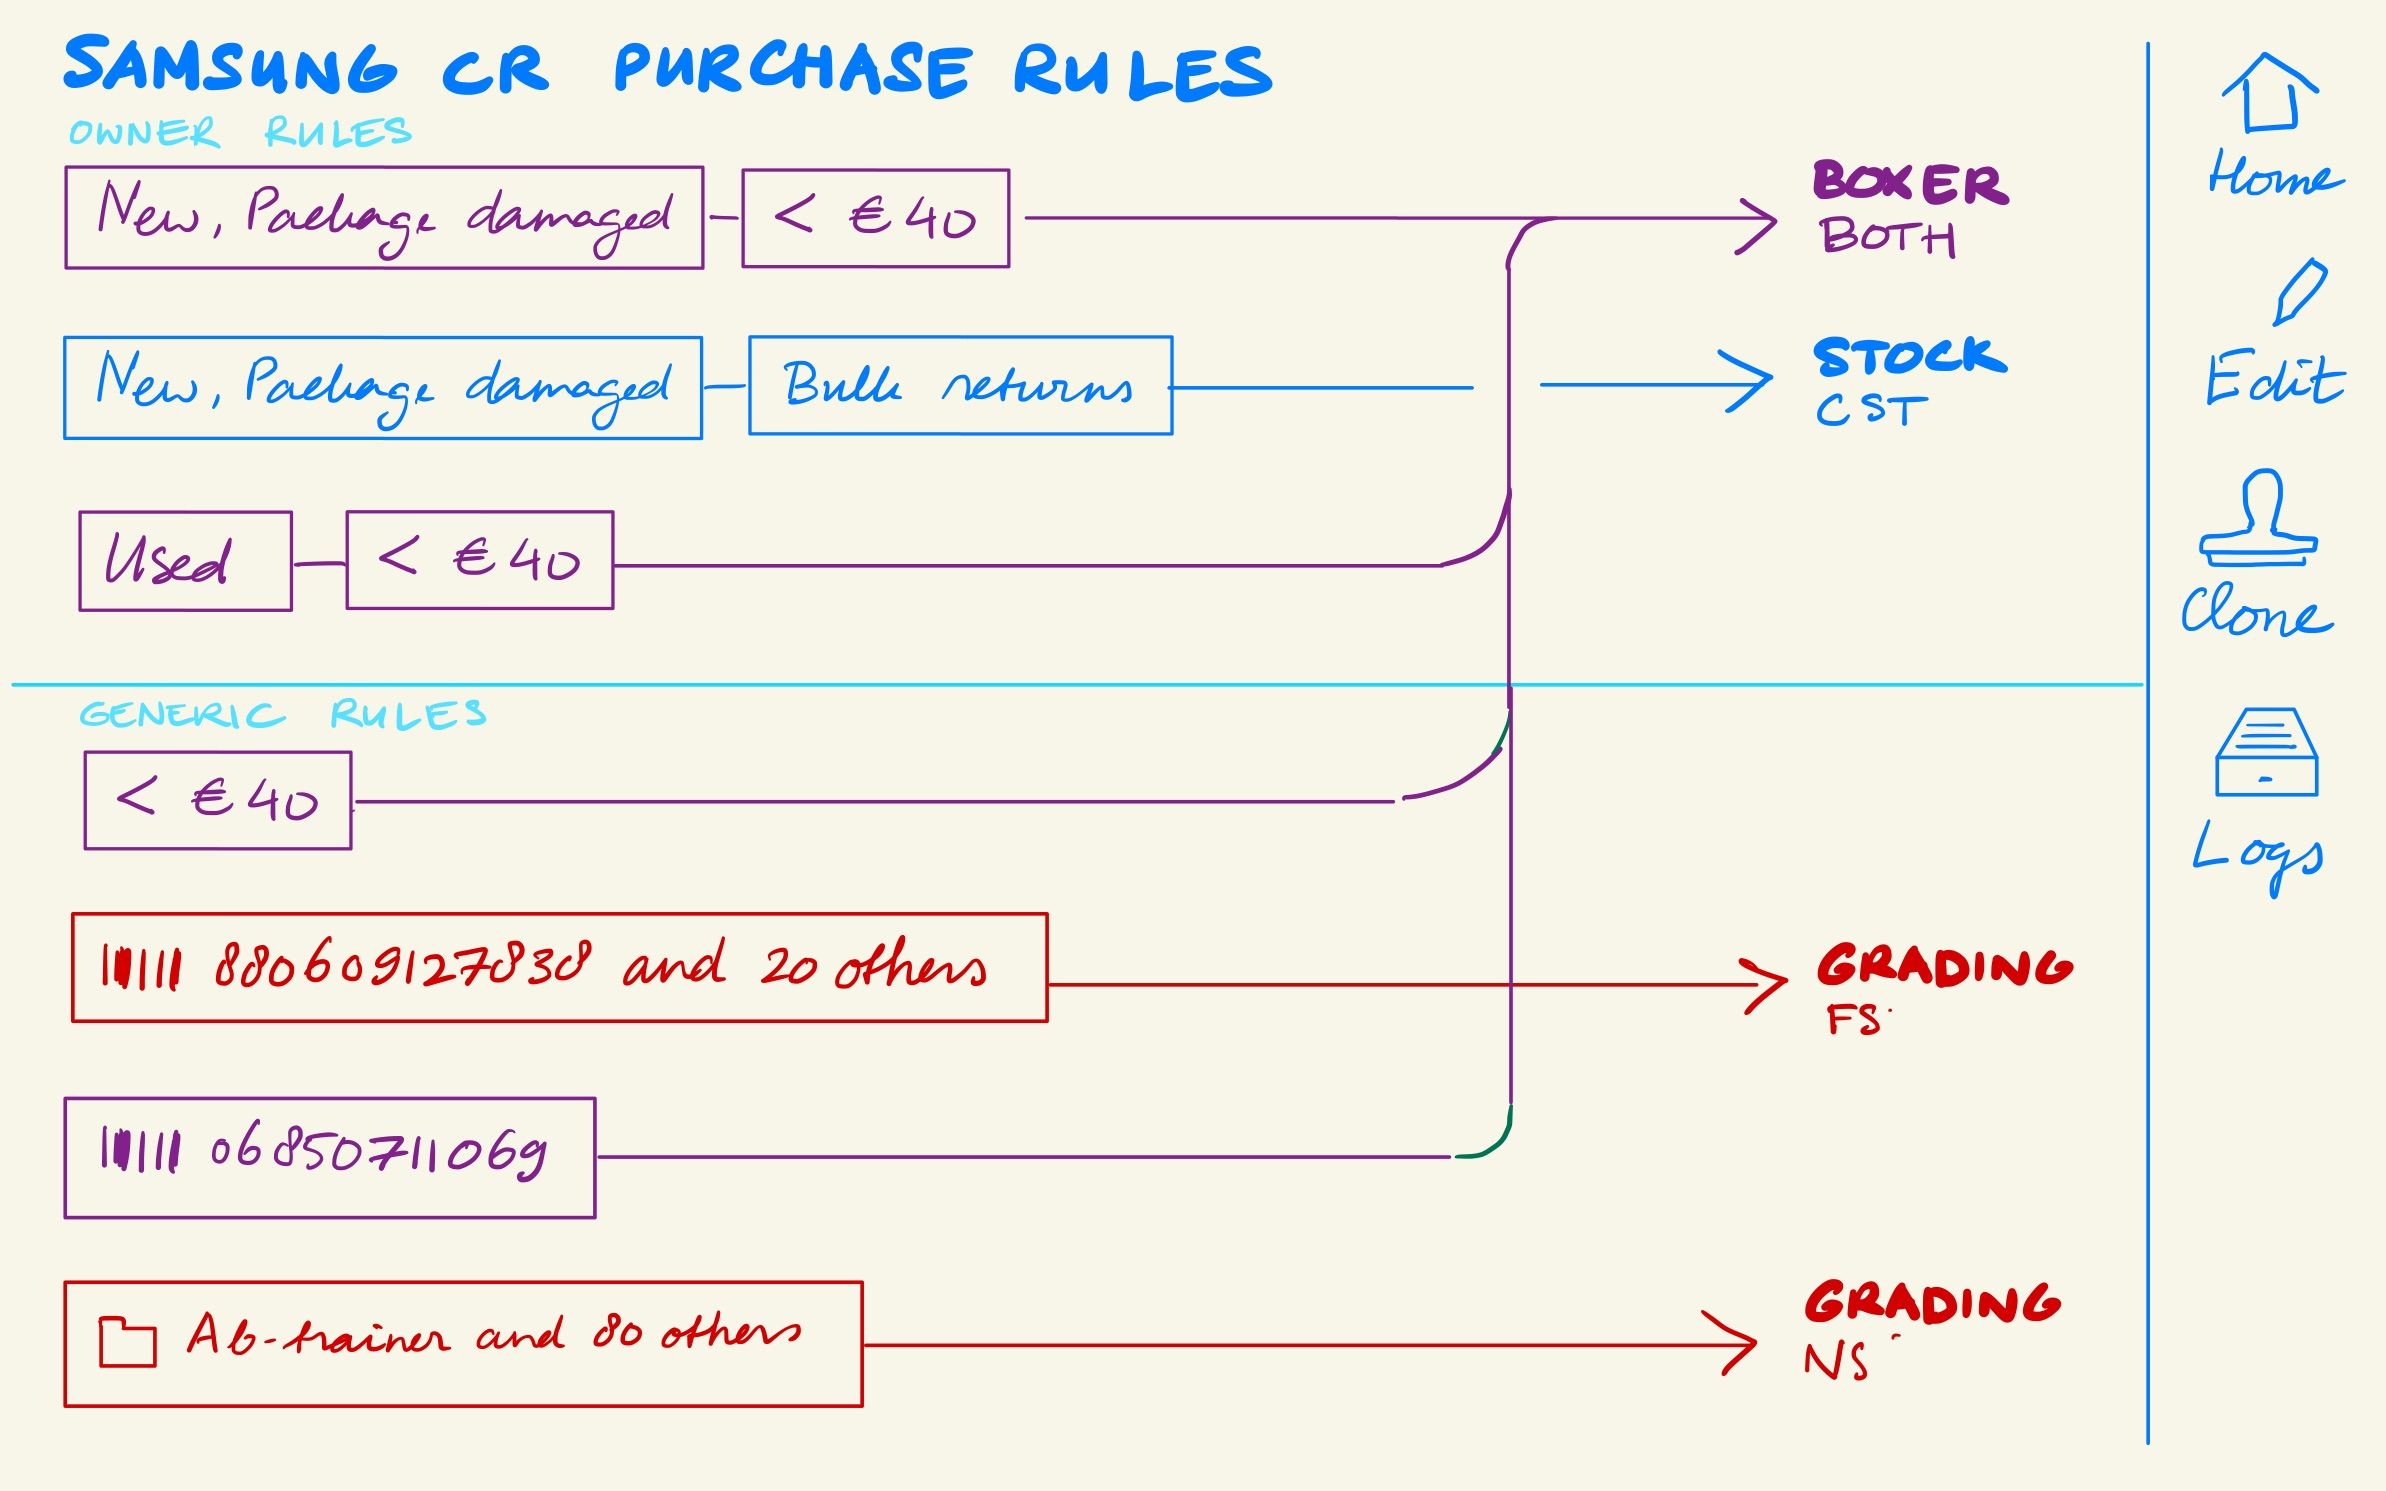 SAMSUNG CR PURCHASE RULES
OWNER RULES
New, Package damaged
< €40
BOXER
BOTH
New, Package damaged
Bulk returns
STOCK
CST
Used
< €40
GENERIC RULES
< €40
8806091278308 and 20 others
GRADING
FS
068507110 69
GRADING
NS
Ab-trainer and 80 others
Home
Edit
Clone
Logs